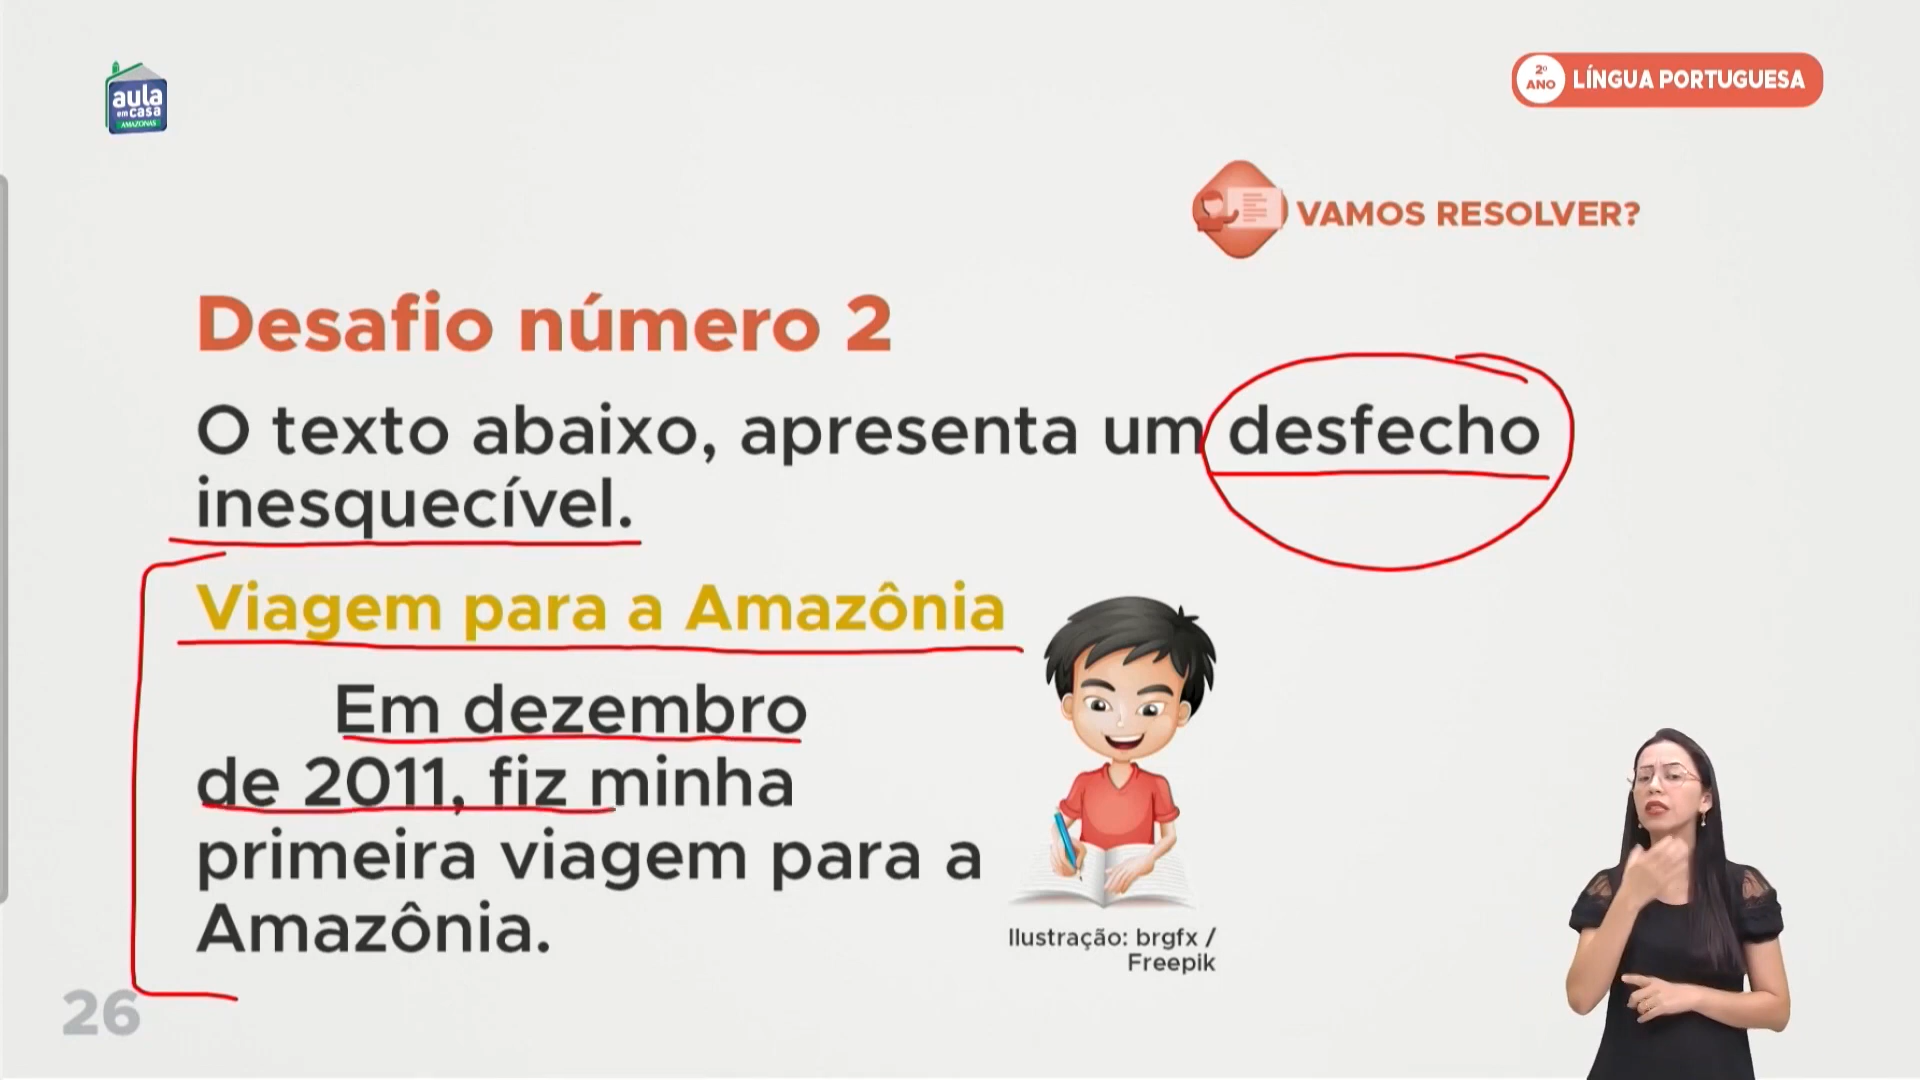 aula
em casa
AMAZONAS
2º
ANO
LÍNGUA PORTUGUESA
VAMOS RESOLVER?
Desafio número 2
O texto abaixo, apresenta um desfecho
inesquecível.
Viagem para a Amazônia
Em dezembro
de 2011, fiz minha
primeira viagem para a
Amazônia.
Ilustração: brgfx /
Freepik
26